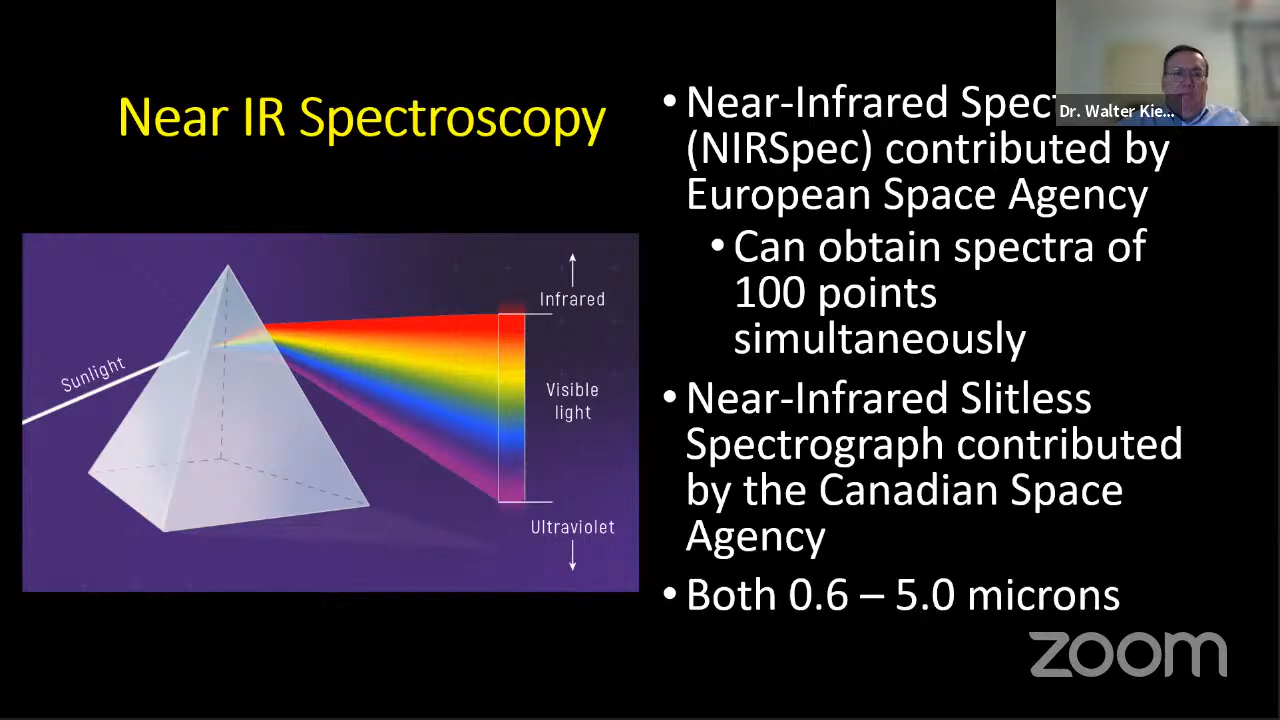 Near IR Spectroscopy
Sunlight
Infrared
Visible
light
Ultraviolet
• Near-Infrared Spec
(NIRSpec) contributed by
European Space Agency
• Can obtain spectra of
100 points
simultaneously
• Near-Infrared Slitless
Spectrograph contributed
by the Canadian Space
Agency
• Both 0.6 – 5.0 microns
Dr. Walter Kie...
zoom